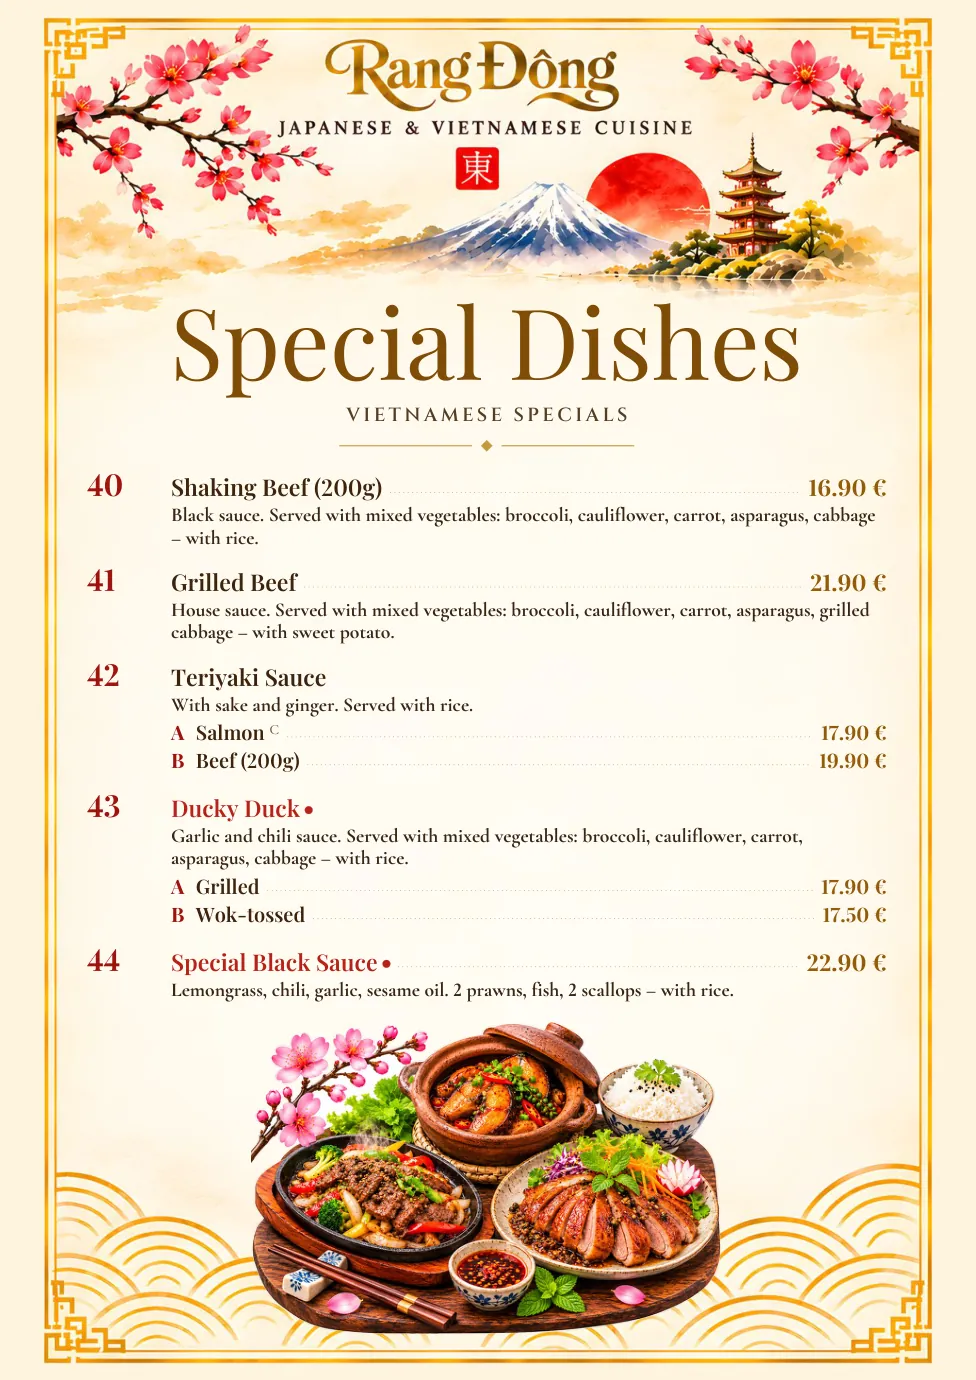 Rang Đông
JAPANESE & VIETNAMESE CUISINE
東
Special Dishes
VIETNAMESE SPECIALS
40 Shaking Beef (200g) 16.90 €
Black sauce. Served with mixed vegetables: broccoli, cauliflower, carrot, asparagus, cabbage
– with rice.
41 Grilled Beef 21.90 €
House sauce. Served with mixed vegetables: broccoli, cauliflower, carrot, asparagus, grilled
cabbage – with sweet potato.
42 Teriyaki Sauce
With sake and ginger. Served with rice.
A Salmon C 17.90 €
B Beef (200g) 19.90 €
43 Ducky Duck •
Garlic and chili sauce. Served with mixed vegetables: broccoli, cauliflower, carrot,
asparagus, cabbage – with rice.
A Grilled 17.90 €
B Wok-tossed 17.50 €
44 Special Black Sauce • 22.90 €
Lemongrass, chili, garlic, sesame oil. 2 prawns, fish, 2 scallops – with rice.